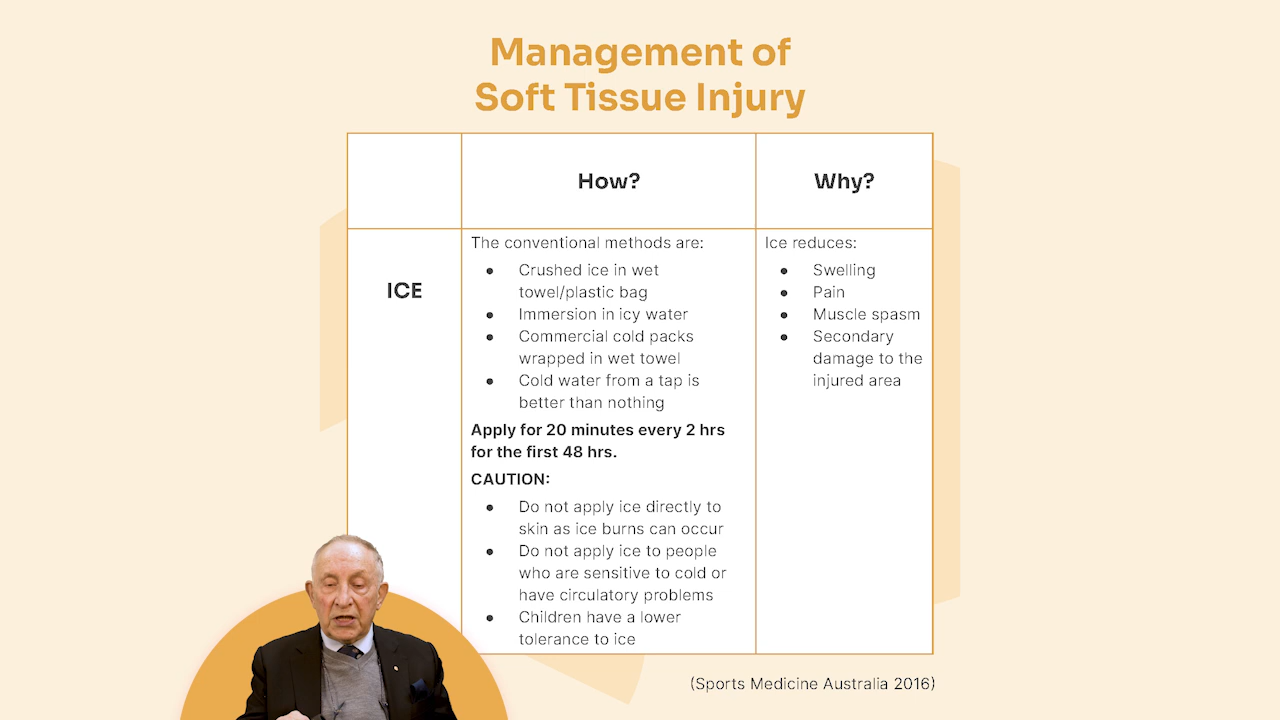 Management of
Soft Tissue Injury
How?
Why?
ICE
The conventional methods are:
● Crushed ice in wet
towel/plastic bag
● Immersion in icy water
● Commercial cold packs
wrapped in wet towel
● Cold water from a tap is
better than nothing
Apply for 20 minutes every 2 hrs
for the first 48 hrs.
CAUTION:
● Do not apply ice directly to
skin as ice burns can occur
● Do not apply ice to people
who are sensitive to cold or
have circulatory problems
● Children have a lower
tolerance to ice
Ice reduces:
● Swelling
● Pain
● Muscle spasm
● Secondary
damage to the
injured area
(Sports Medicine Australia 2016)